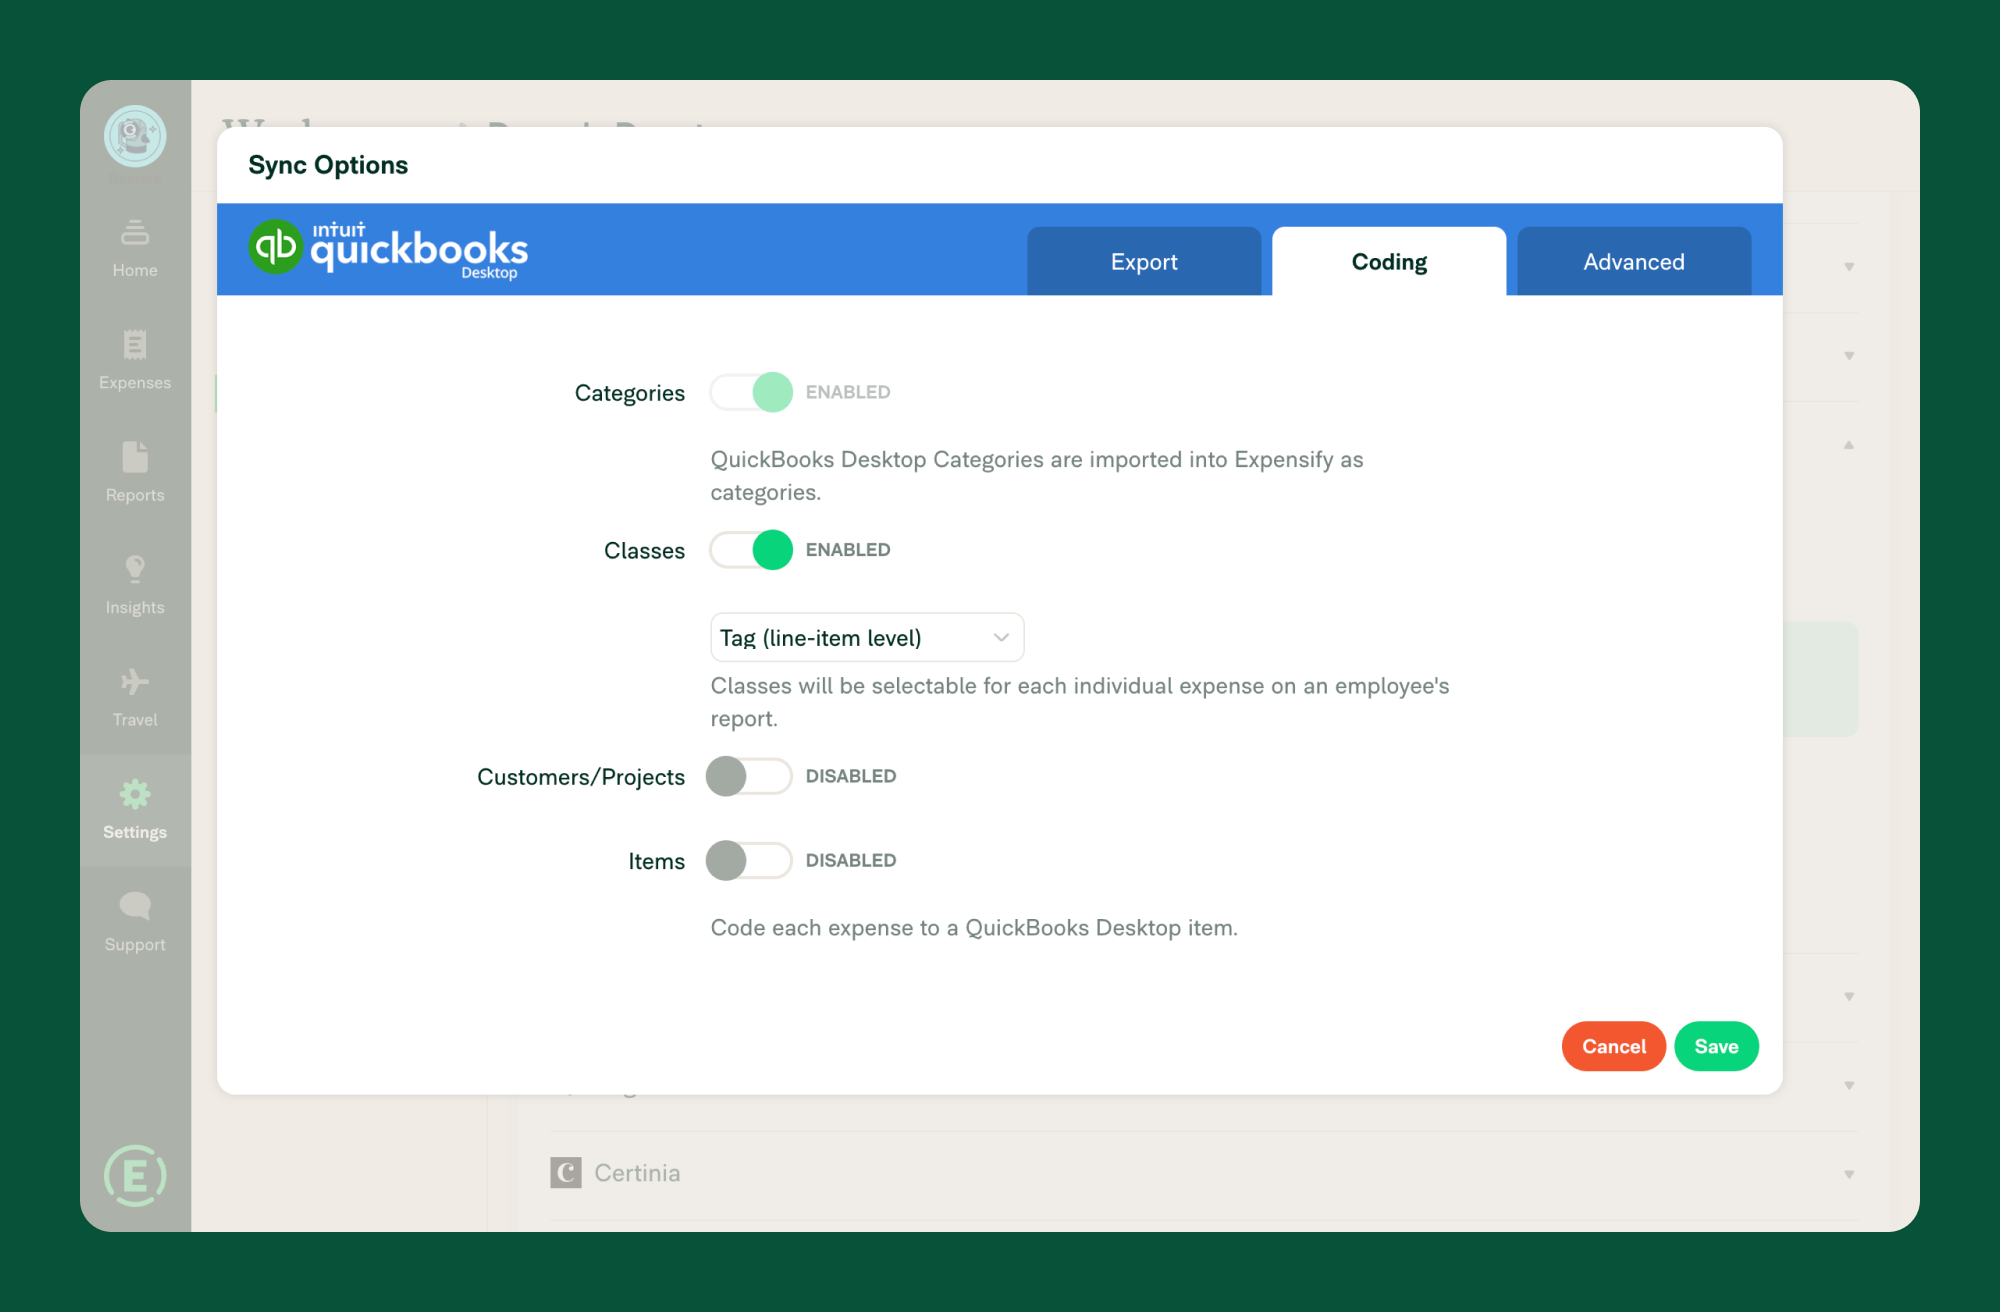 Sync Options
intuit
quickbooks
Desktop
Export
Coding
Advanced
Home
Expenses
Reports
Insights
Travel
Settings
Support
Categories
ENABLED
QuickBooks Desktop Categories are imported into Expensify as
categories.
Classes
ENABLED
Tag (line-item level)
Classes will be selectable for each individual expense on an employee's
report.
Customers/Projects
DISABLED
Items
DISABLED
Code each expense to a QuickBooks Desktop item.
Cancel
Save
C
Certinia
E